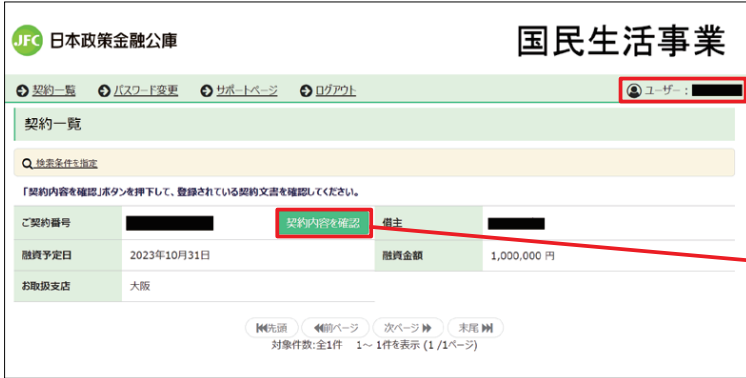 JFC 日本政策金融公庫 国民生活事業
契約一覧 パスワード変更 サポートページ ログアウト ユーザー：
契約一覧
検索条件を指定
「契約内容を確認」ボタンを押下して、登録されている契約文書を確認してください。
ご契約番号 契約内容を確認 借主
融資予定日 2023年10月31日 融資金額 1,000,000 円
お取扱支店 大阪
先頭 前ページ 次ページ 末尾
対象件数:全1件 1～ 1件を表示 (1 /1ページ)